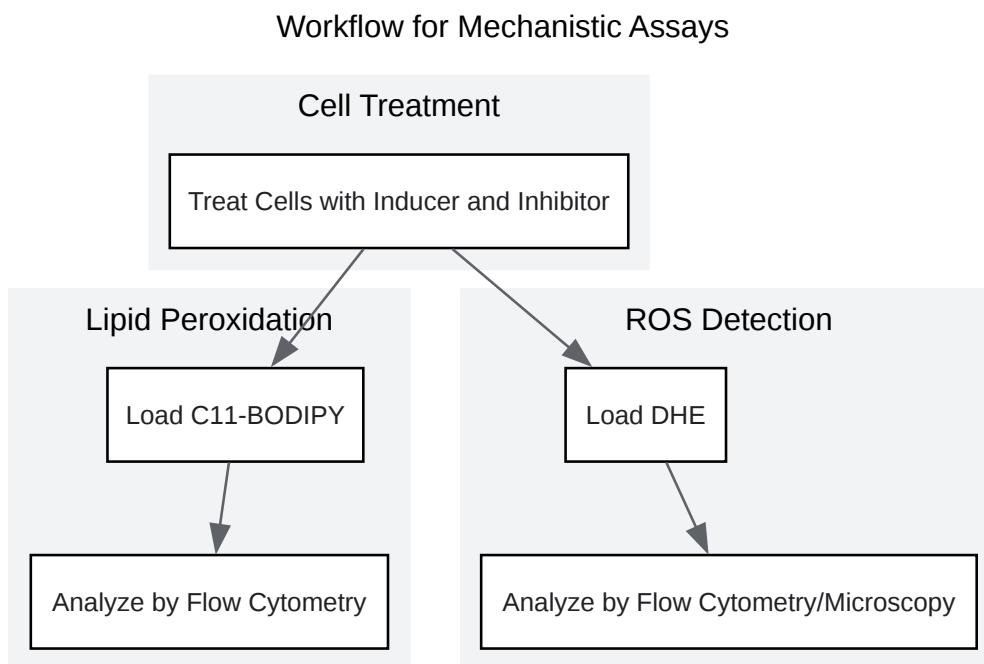 Workflow for Mechanistic Assays
Cell Treatment
Treat Cells with Inducer and Inhibitor
Lipid Peroxidation
ROS Detection
Load C11-BODIPY
Load DHE
Analyze by Flow Cytometry
Analyze by Flow Cytometry/Microscopy